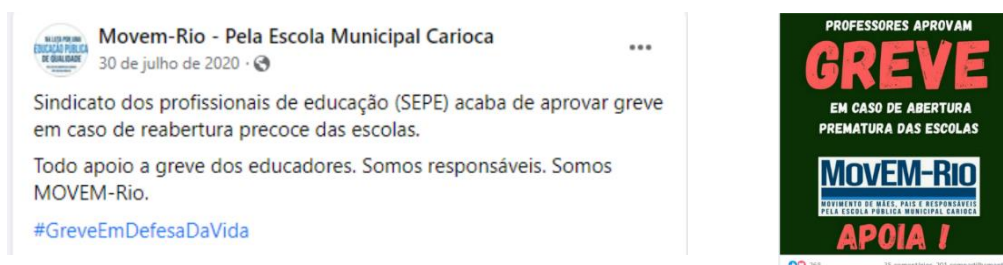 Movem-Rio - Pela Escola Municipal Carioca
30 de julho de 2020
Sindicato dos profissionais de educação (SEPE) acaba de aprovar greve
em caso de reabertura precoce das escolas.
Todo apoio a greve dos educadores. Somos responsáveis. Somos
MOVEM-Rio.
#GreveEmDefesaDaVida
PROFESSORES APROVAM
GREVE
EM CASO DE ABERTURA
PREMATURA DAS ESCOLAS
MOVEM-RIO
MOVIMENTO DE MÃES, PAIS E RESPONSÁVEIS
PELA ESCOLA PÚBLICA MUNICIPAL CARIOCA
APOIA !